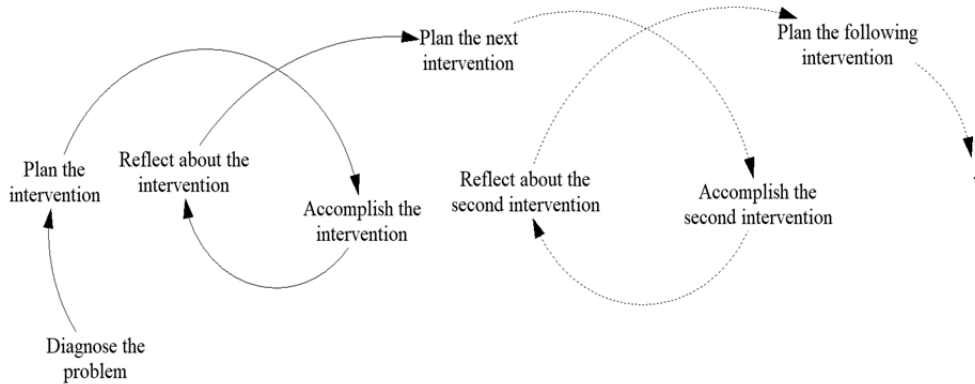 Diagnose the
problem
Plan the
intervention
Accomplish the
intervention
Reflect about the
intervention
Plan the next
intervention
Accomplish the
second intervention
Reflect about the
second intervention
Plan the following
intervention